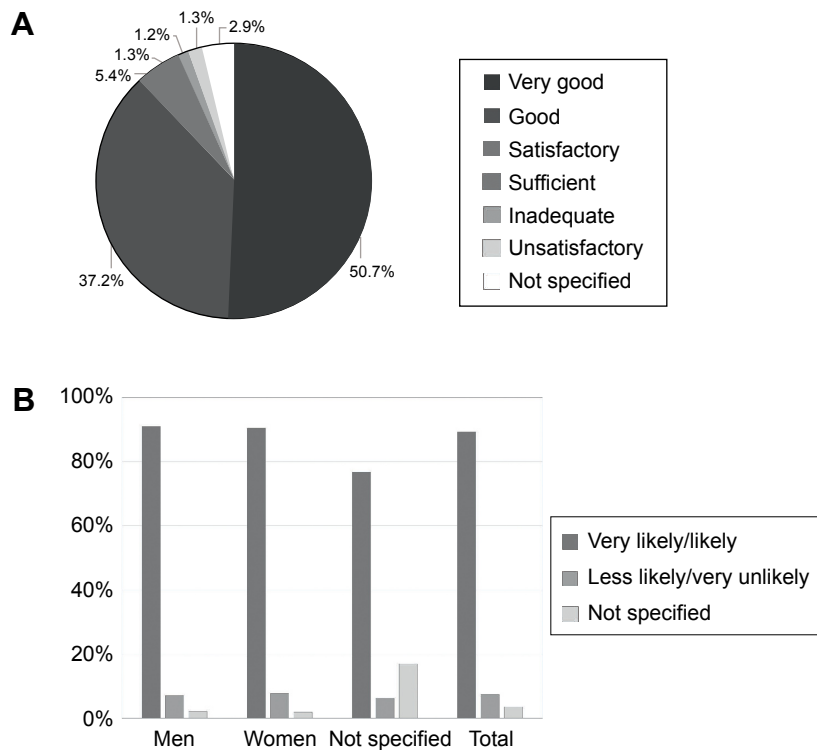 A
1.3%
2.9%
1.2%
1.3%
5.4%
37.2%
50.7%
Very good
Good
Satisfactory
Sufficient
Inadequate
Unsatisfactory
Not specified
B
100%
80%
60%
40%
20%
0%
Men Women Not specified Total
Very likely/likely
Less likely/very unlikely
Not specified